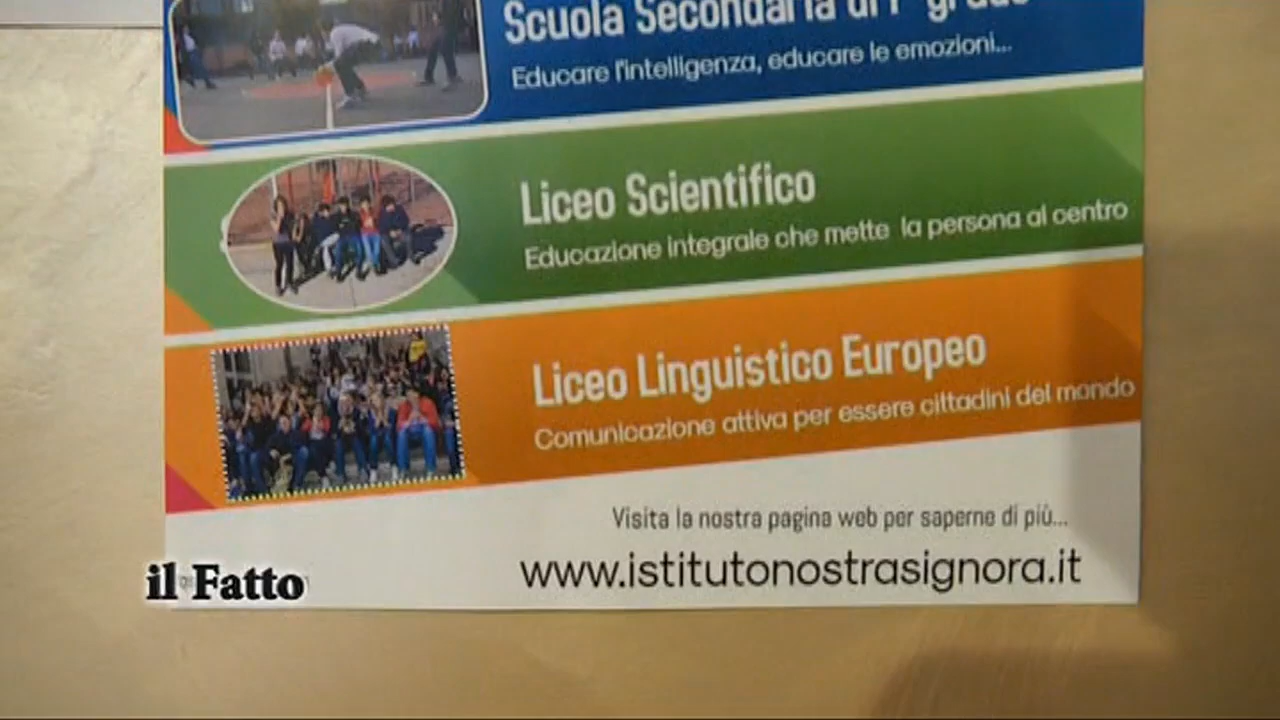 Scuola Secondaria di I° grado
Educare l'intelligenza, educare le emozioni...
Liceo Scientifico
Educazione integrale che mette la persona al centro
Liceo Linguistico Europeo
Comunicazione attiva per essere cittadini del mondo
Visita la nostra pagina web per saperne di più...
www.istitutonostrasignora.it
il Fatto